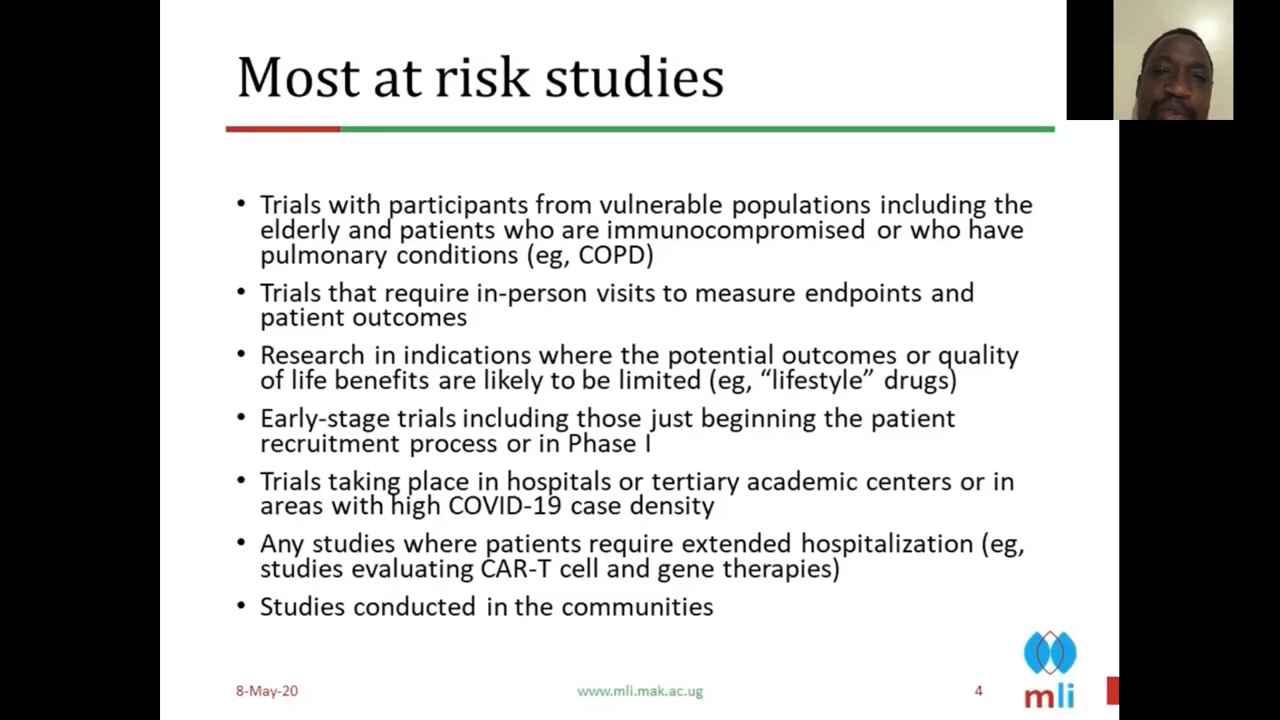 Most at risk studies
• Trials with participants from vulnerable populations including the
elderly and patients who are immunocompromised or who have
pulmonary conditions (eg, COPD)
• Trials that require in-person visits to measure endpoints and
patient outcomes
• Research in indications where the potential outcomes or quality
of life benefits are likely to be limited (eg, “lifestyle” drugs)
• Early-stage trials including those just beginning the patient
recruitment process or in Phase I
• Trials taking place in hospitals or tertiary academic centers or in
areas with high COVID-19 case density
• Any studies where patients require extended hospitalization (eg,
studies evaluating CAR-T cell and gene therapies)
• Studies conducted in the communities
8-May-20
www.mli.mak.ac.ug
4
mli